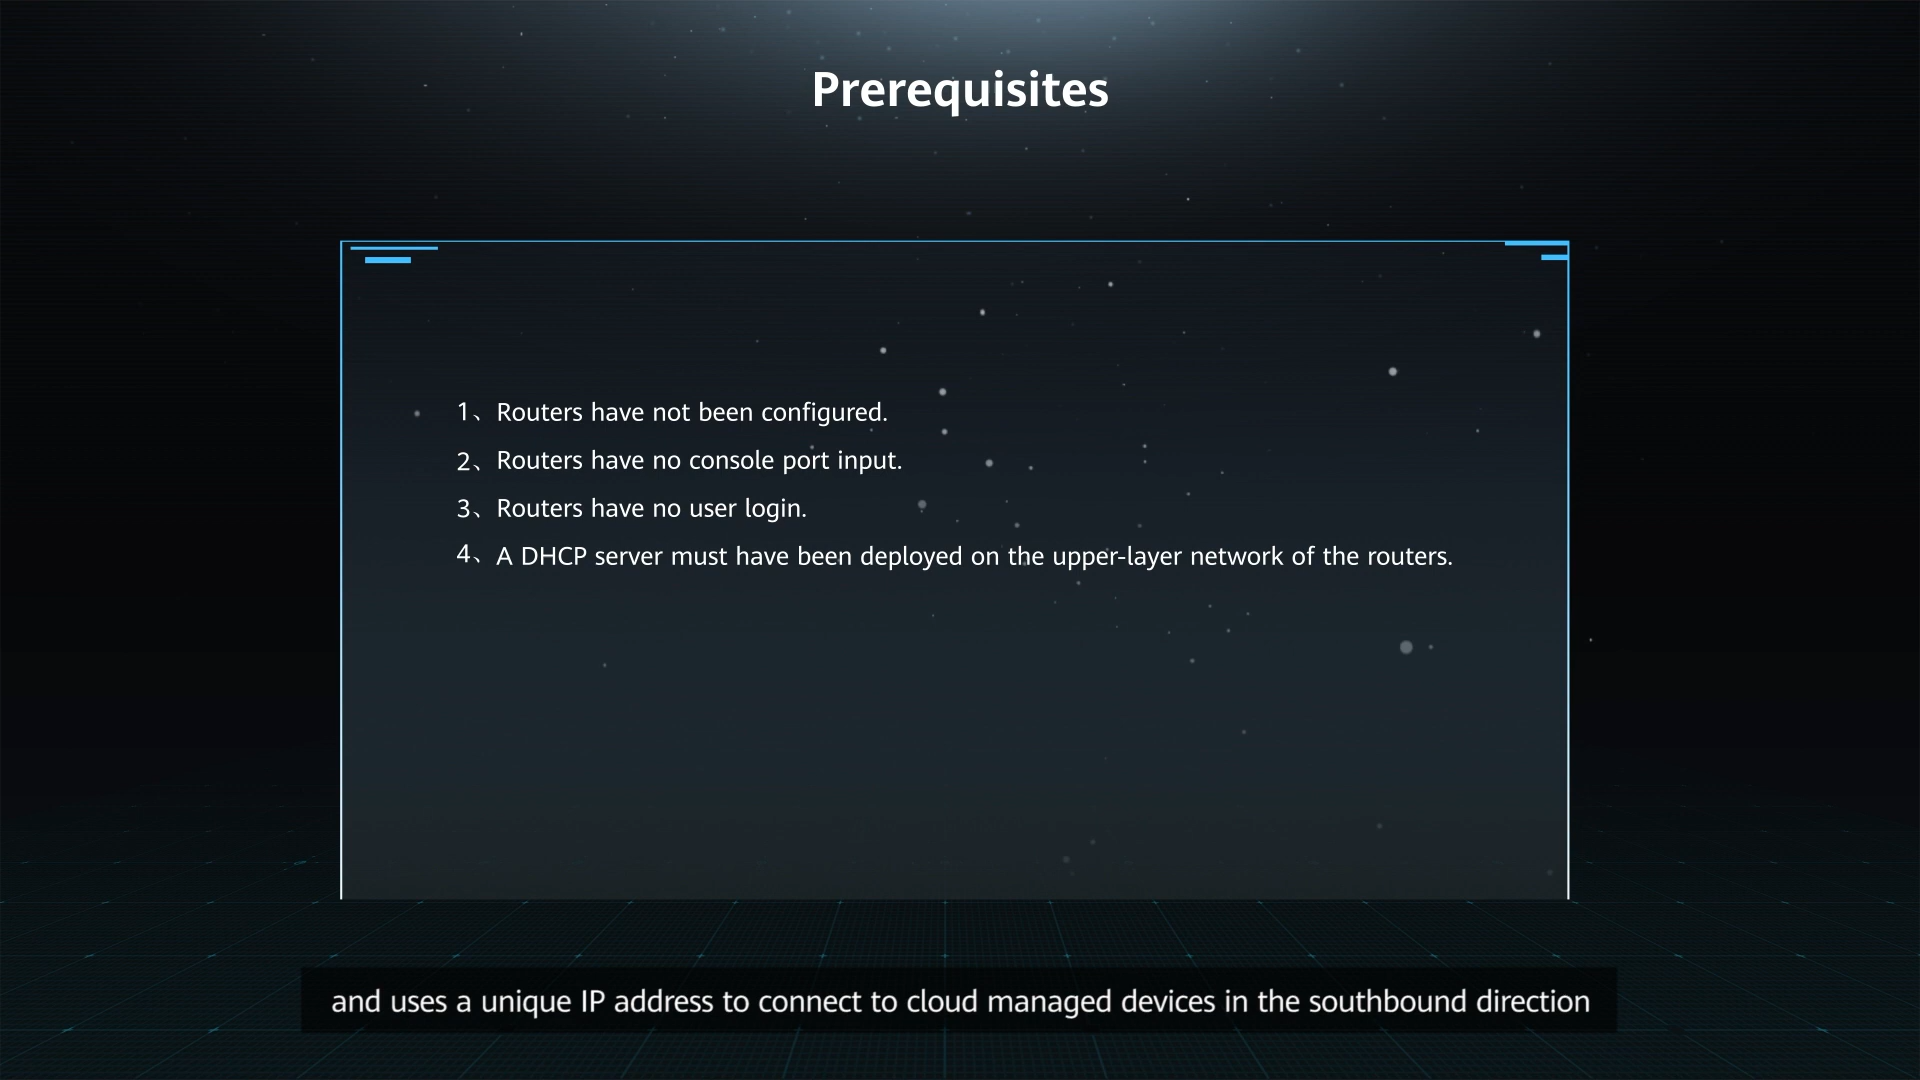 Prerequisites
1、Routers have not been configured.
2、Routers have no console port input.
3、Routers have no user login.
4、A DHCP server must have been deployed on the upper-layer network of the routers.
and uses a unique IP address to connect to cloud managed devices in the southbound direction